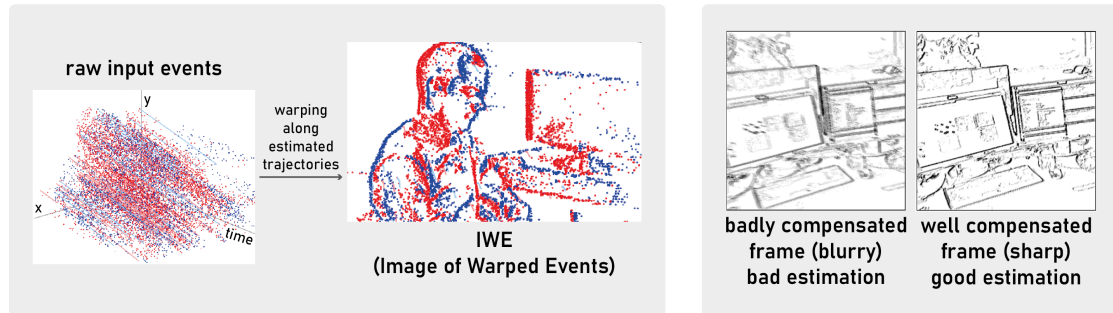 raw input events
y
x
time
warping
along
estimated
trajectories
IWE
(Image of Warped Events)
badly compensated
frame (blurry)
bad estimation
well compensated
frame (sharp)
good estimation